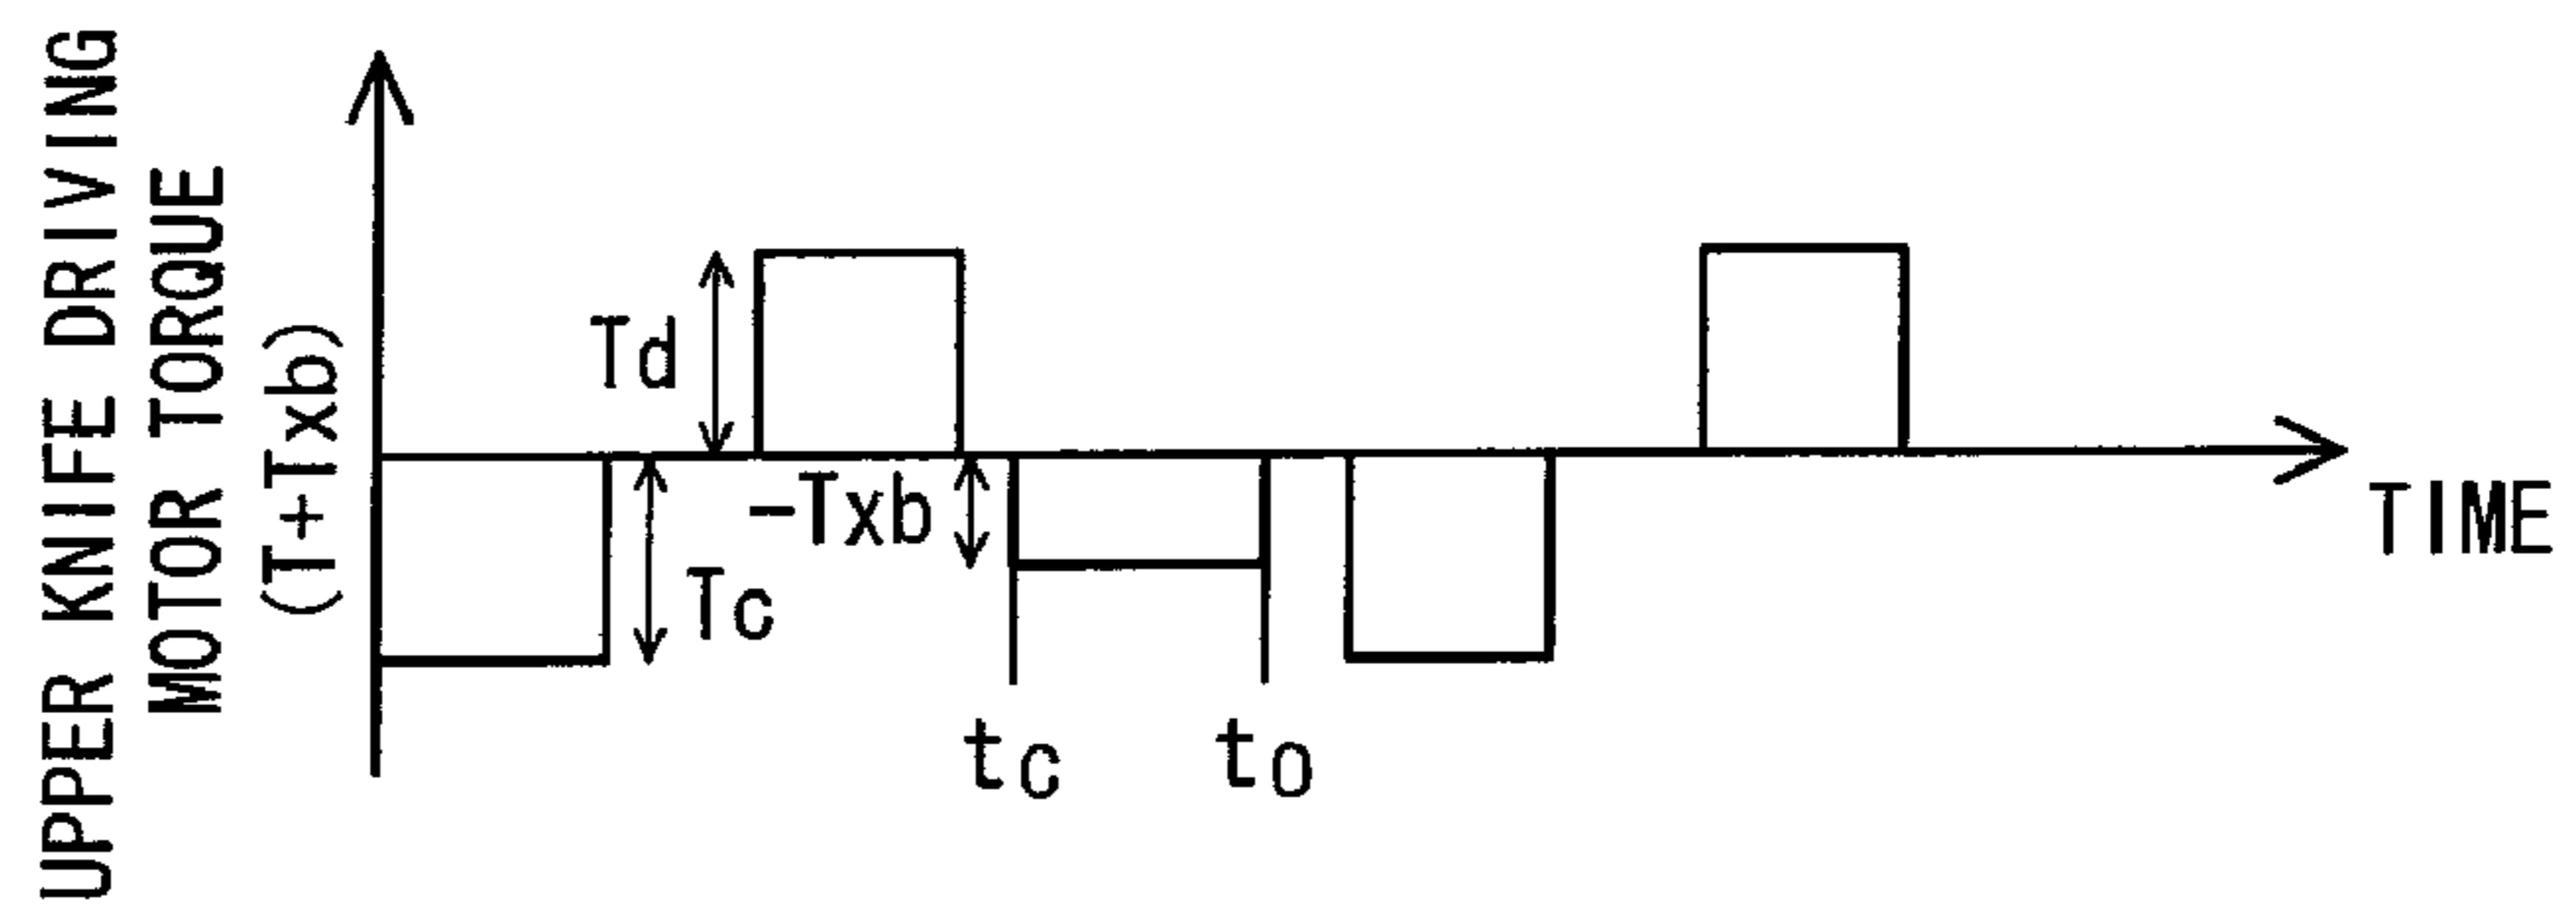 UPPER KNIFE DRIVING
MOTOR TORQUE
(T+Txb)
Td
-Txb
Tc
TIME
tc
to